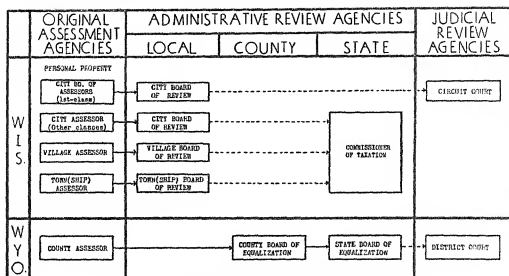 ORIGINAL
ASSESSMENT
AGENCIES
ADMINISTRATIVE REVIEW AGENCIES
LOCAL
COUNTY
STATE
JUDICIAL
REVIEW
AGENCIES
WIS.
PERSONAL PROPERTY
CITY BD. OF
ASSESSORS
(1st-class)
CITY BOARD
OF REVIEW
CIRCUIT COURT
CITY ASSESSOR
(Other classes)
CITY BOARD
OF REVIEW
COMMISSIONER
OF TAXATION
VILLAGE ASSESSOR
VILLAGE BOARD
OF REVIEW
TOWN(SHIP)
ASSESSOR
TOWN(SHIP) BOARD
OF REVIEW
WYO.
COUNTY ASSESSOR
COUNTY BOARD OF
EQUALIZATION
STATE BOARD OF
EQUALIZATION
DISTRICT COURT